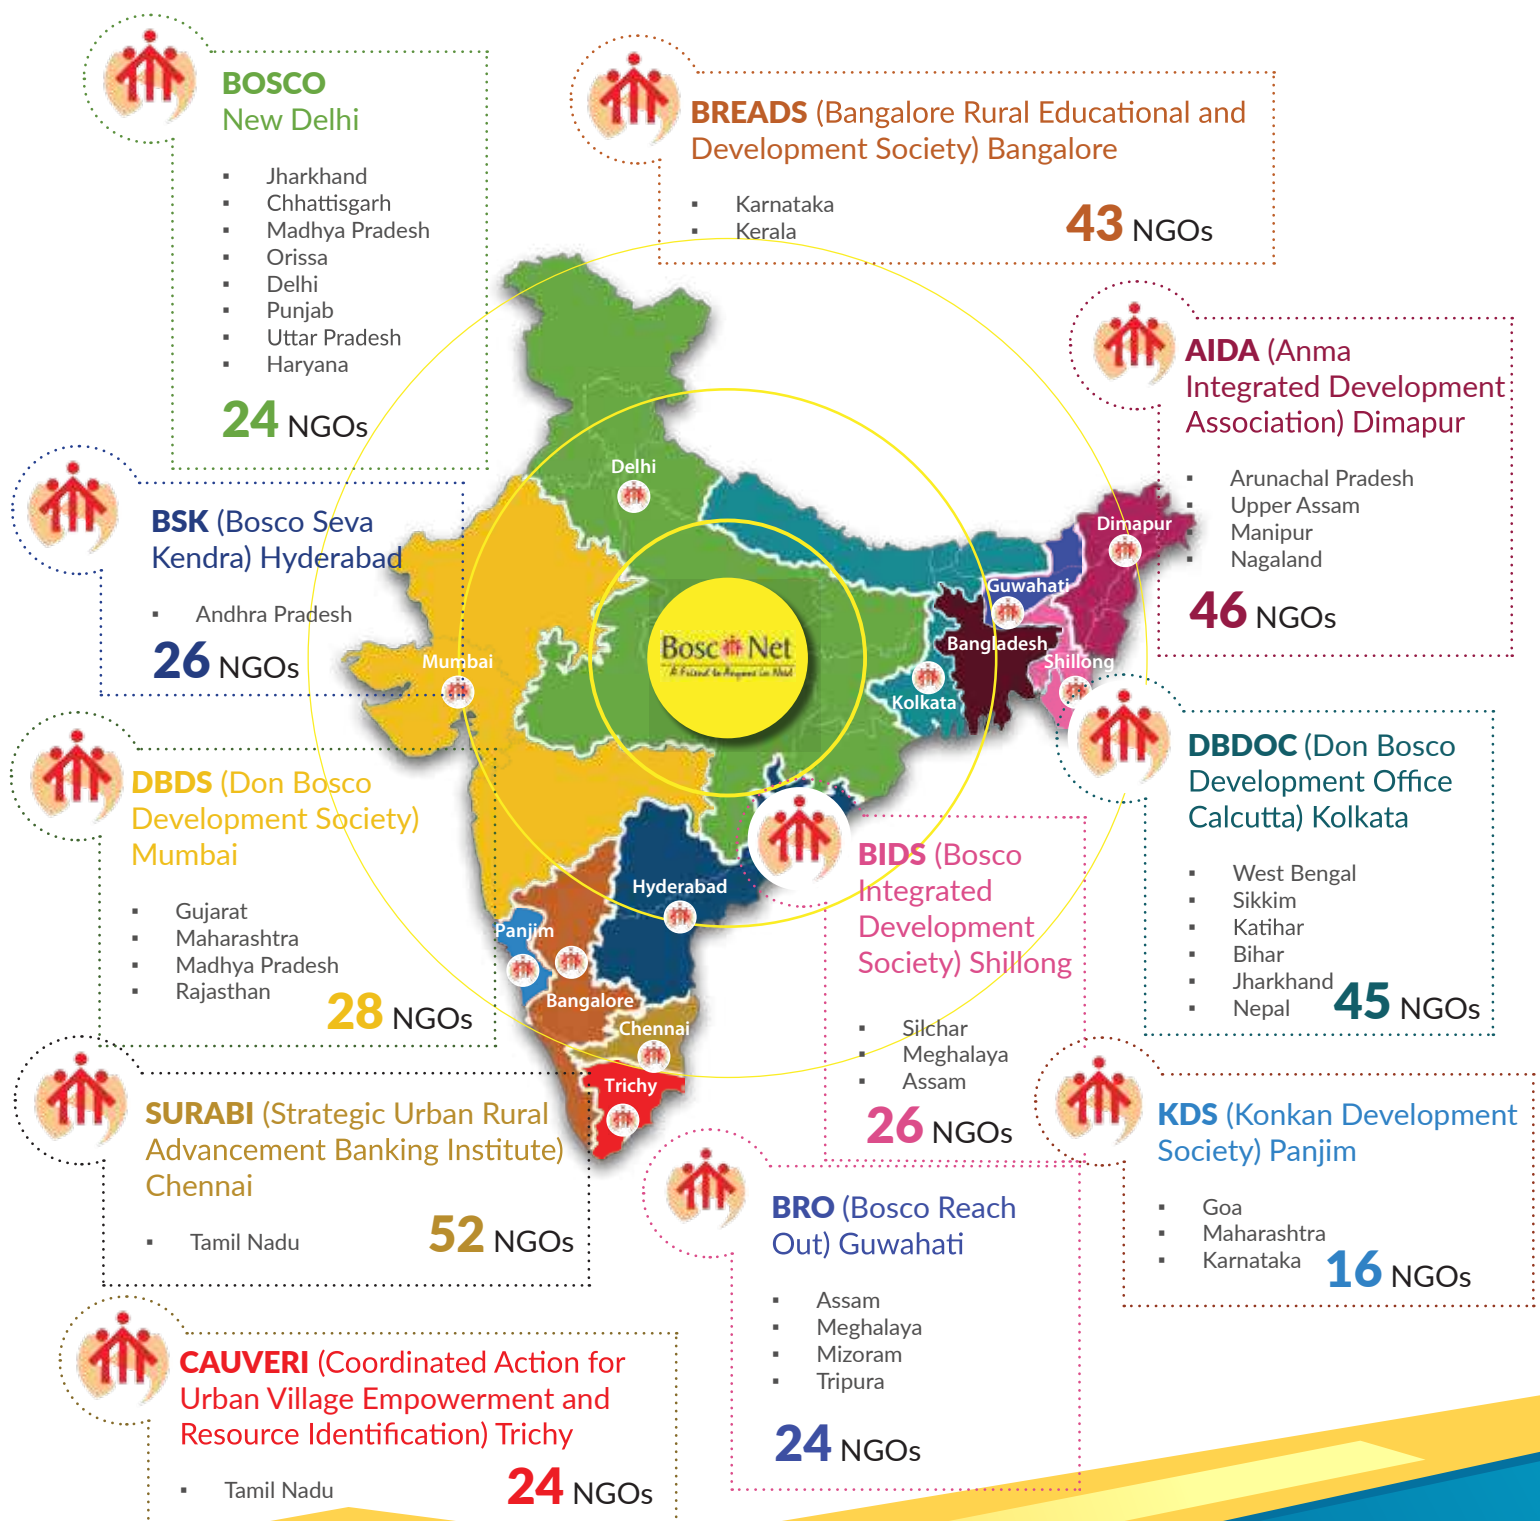 BOSCO
New Delhi
▪ Jharkhand
▪ Chhattisgarh
▪ Madhya Pradesh
▪ Orissa
▪ Delhi
▪ Punjab
▪ Uttar Pradesh
▪ Haryana
24 NGOs
BREADS (Bangalore Rural Educational and
Development Society) Bangalore
▪ Karnataka
▪ Kerala
43 NGOs
AIDA (Anma
Integrated Development
Association) Dimapur
▪ Arunachal Pradesh
▪ Upper Assam
▪ Manipur
▪ Nagaland
46 NGOs
BSK (Bosco Seva
Kendra) Hyderabad
▪ Andhra Pradesh
26 NGOs
Delhi
Dimapur
Guwahati
Bangladesh
Shillong
Mumbai
Kolkata
Bosc Net
A Friend to Anyone in Need
Hyderabad
Panjim
Bangalore
Chennai
Trichy
DBDS (Don Bosco
Development Society)
Mumbai
▪ Gujarat
▪ Maharashtra
▪ Madhya Pradesh
▪ Rajasthan
28 NGOs
DBDOC (Don Bosco
Development Office
Calcutta) Kolkata
▪ West Bengal
▪ Sikkim
▪ Katihar
▪ Bihar
▪ Jharkhand
▪ Nepal
45 NGOs
BIDS (Bosco
Integrated
Development
Society) Shillong
▪ Silchar
▪ Meghalaya
▪ Assam
26 NGOs
SURABI (Strategic Urban Rural
Advancement Banking Institute)
Chennai
▪ Tamil Nadu
52 NGOs
KDS (Konkan Development
Society) Panjim
▪ Goa
▪ Maharashtra
▪ Karnataka
16 NGOs
BRO (Bosco Reach
Out) Guwahati
▪ Assam
▪ Meghalaya
▪ Mizoram
▪ Tripura
24 NGOs
CAUVERI (Coordinated Action for
Urban Village Empowerment and
Resource Identification) Trichy
▪ Tamil Nadu
24 NGOs